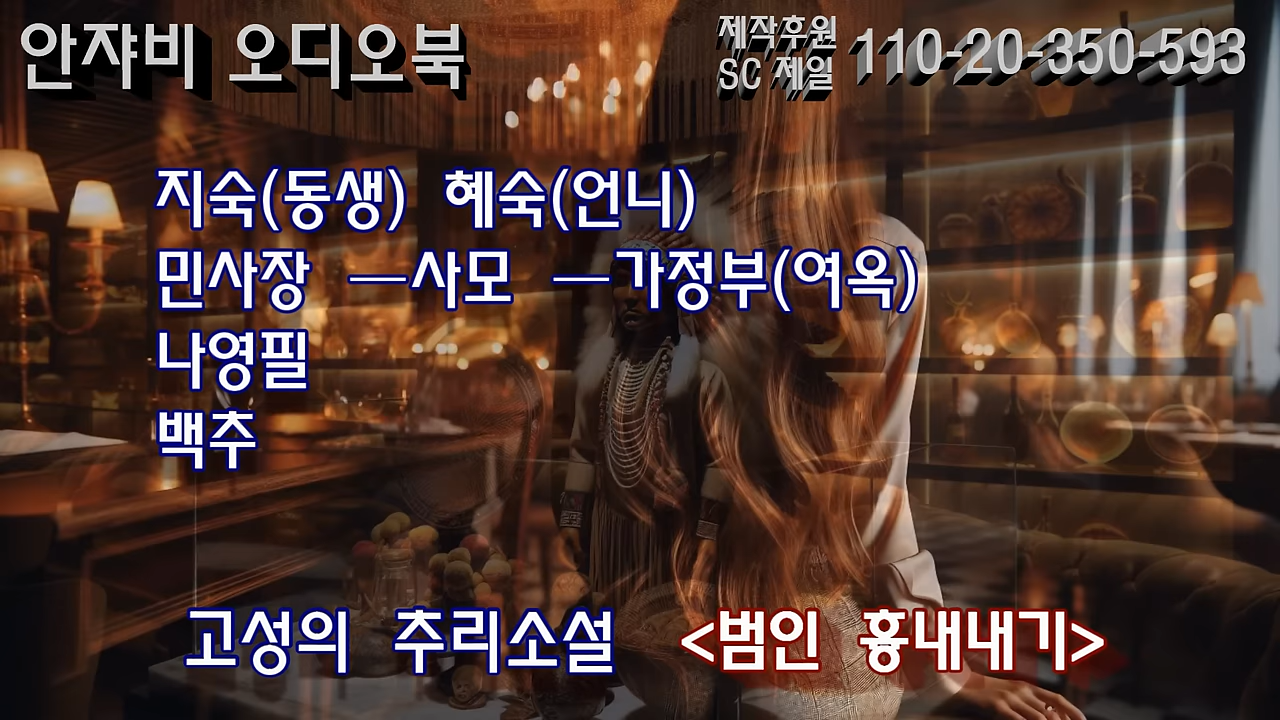 안쟈비 오디오북
제작후원
SC 제일
110-20-350-593
지숙(동생) 혜숙(언니)
민사장 —사모 —가정부(여옥)
나영필
백추
고성의 추리소설 <범인 흉내내기>